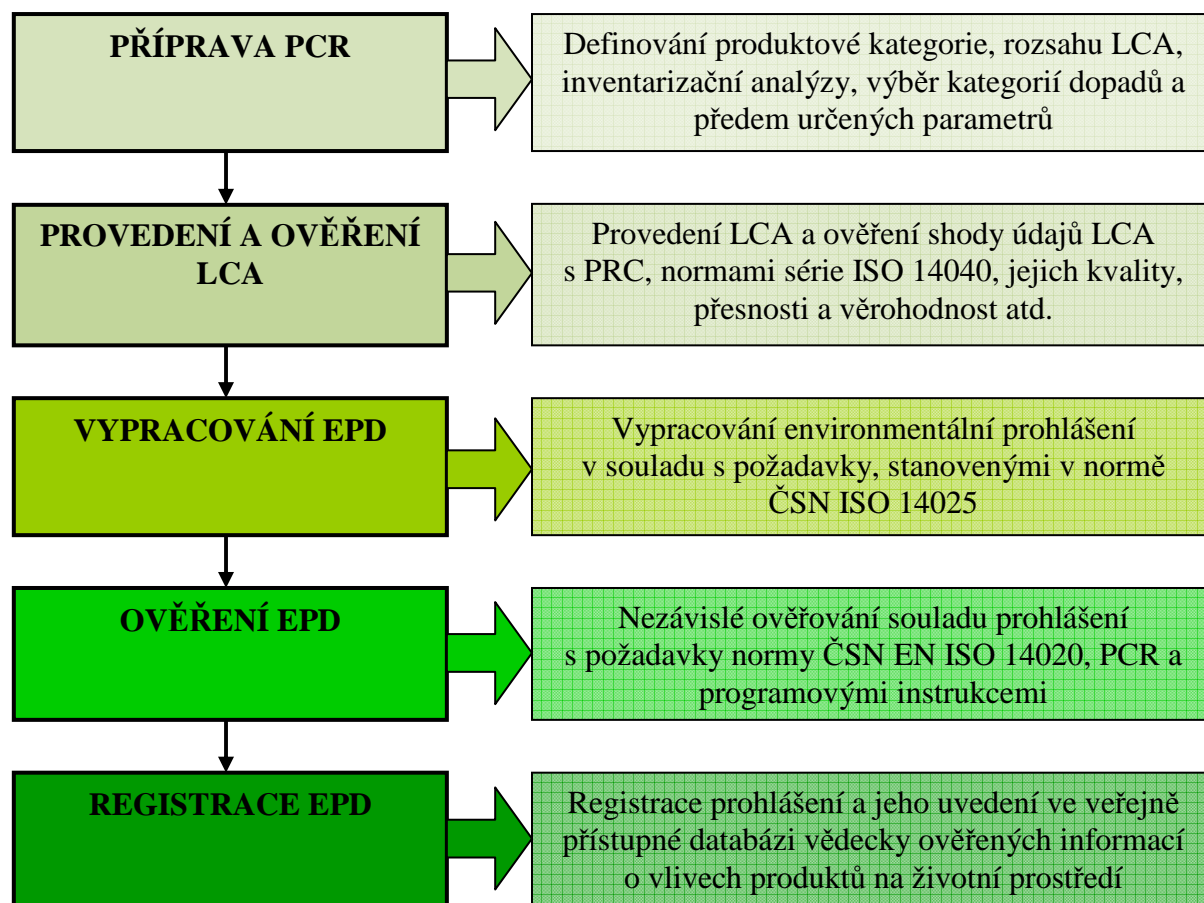 PŘÍPRAVA PCR
Definování produktové kategorie, rozsahu LCA,
inventarizační analýzy, výběr kategorií dopadů a
předem určených parametrů
PROVEDENÍ A OVĚŘENÍ
LCA
Provedení LCA a ověření shody údajů LCA
s PRC, normami série ISO 14040, jejich kvality,
přesnosti a věrohodnost atd.
VYPRACOVÁNÍ EPD
Vypracování environmentální prohlášení
v souladu s požadavky, stanovenými v normě
ČSN ISO 14025
OVĚŘENÍ EPD
Nezávislé ověřování souladu prohlášení
s požadavky normy ČSN EN ISO 14020, PCR a
programovými instrukcemi
REGISTRACE EPD
Registrace prohlášení a jeho uvedení ve veřejně
přístupné databázi vědecky ověřených informací
o vlivech produktů na životní prostředí